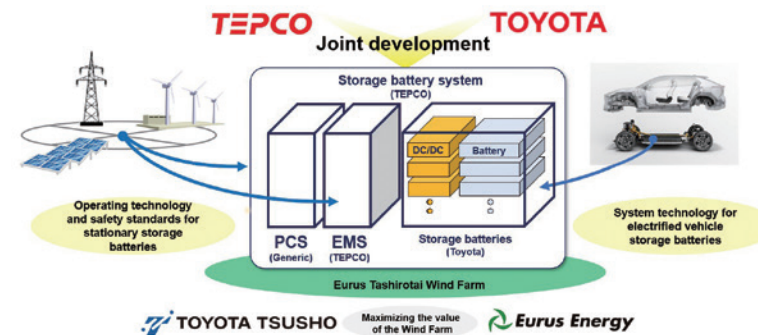 TEPCO
TOYOTA
Joint development
Storage battery system
(TEPCO)
DC/DC
Battery
Operating technology
and safety standards for
stationary storage
batteries
PCS
(Generic)
EMS
(TEPCO)
Storage batteries
(Toyota)
System technology for
electrified vehicle
storage batteries
Eurus Tashirotai Wind Farm
TOYOTA TSUSHO
Maximizing the value
of the Wind Farm
Eurus Energy